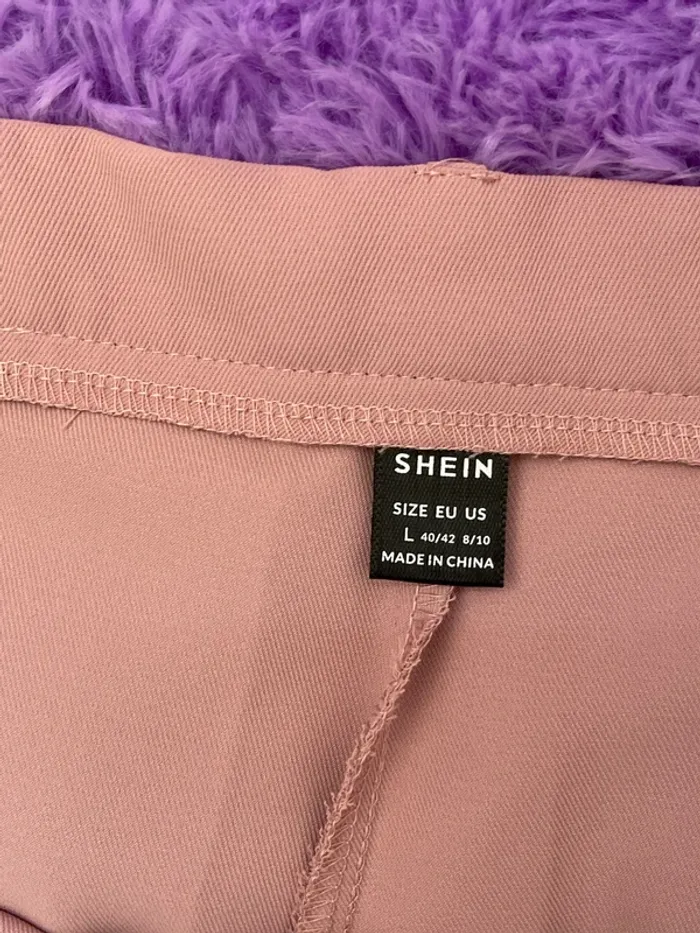 SHEIN
SIZE EU US
L 40/42 8/10
MADE IN CHINA